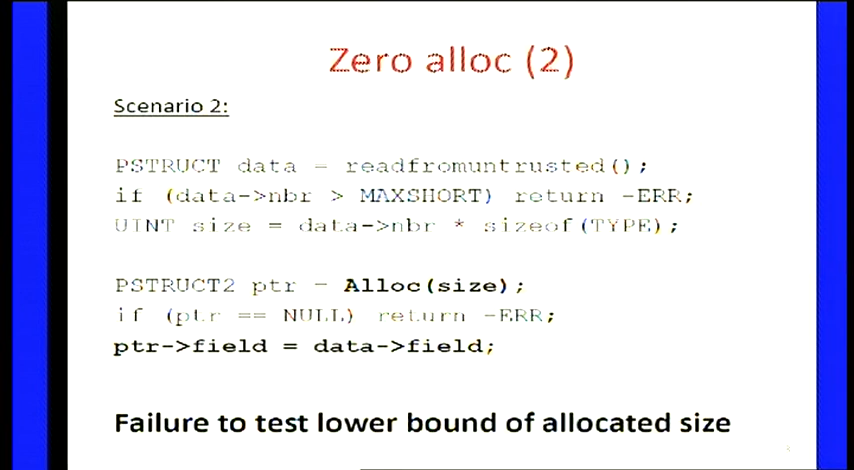 Zero alloc (2)
Scenario 2:
PSTRUCT data = readfromuntrusted();
if (data->nbr > MAXSHORT) return -ERR;
UINT size = data->nbr * sizeof(TYPE);
PSTRUCT2 ptr = Alloc(size);
if (ptr == NULL) return -ERR;
ptr->field = data->field;
Failure to test lower bound of allocated size